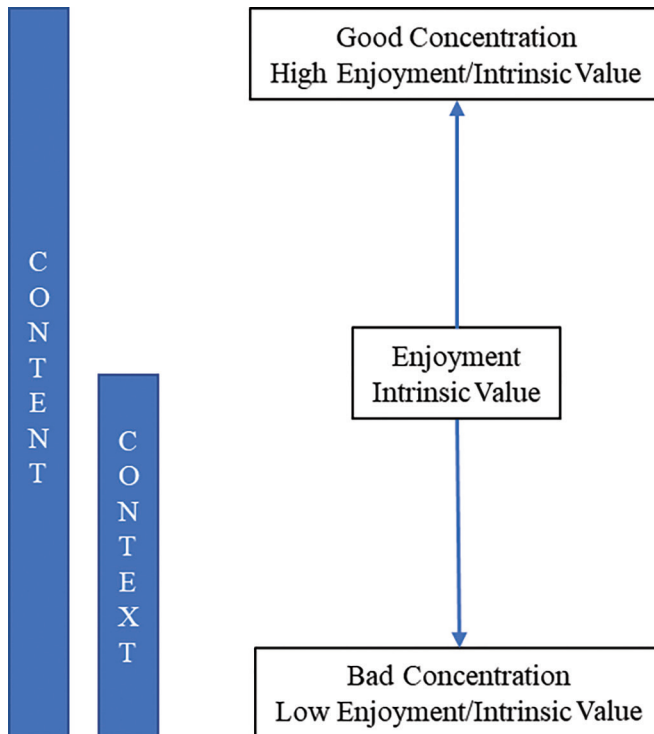 CONTENT
CONTEXT
Good Concentration
High Enjoyment/Intrinsic Value
Enjoyment
Intrinsic Value
Bad Concentration
Low Enjoyment/Intrinsic Value